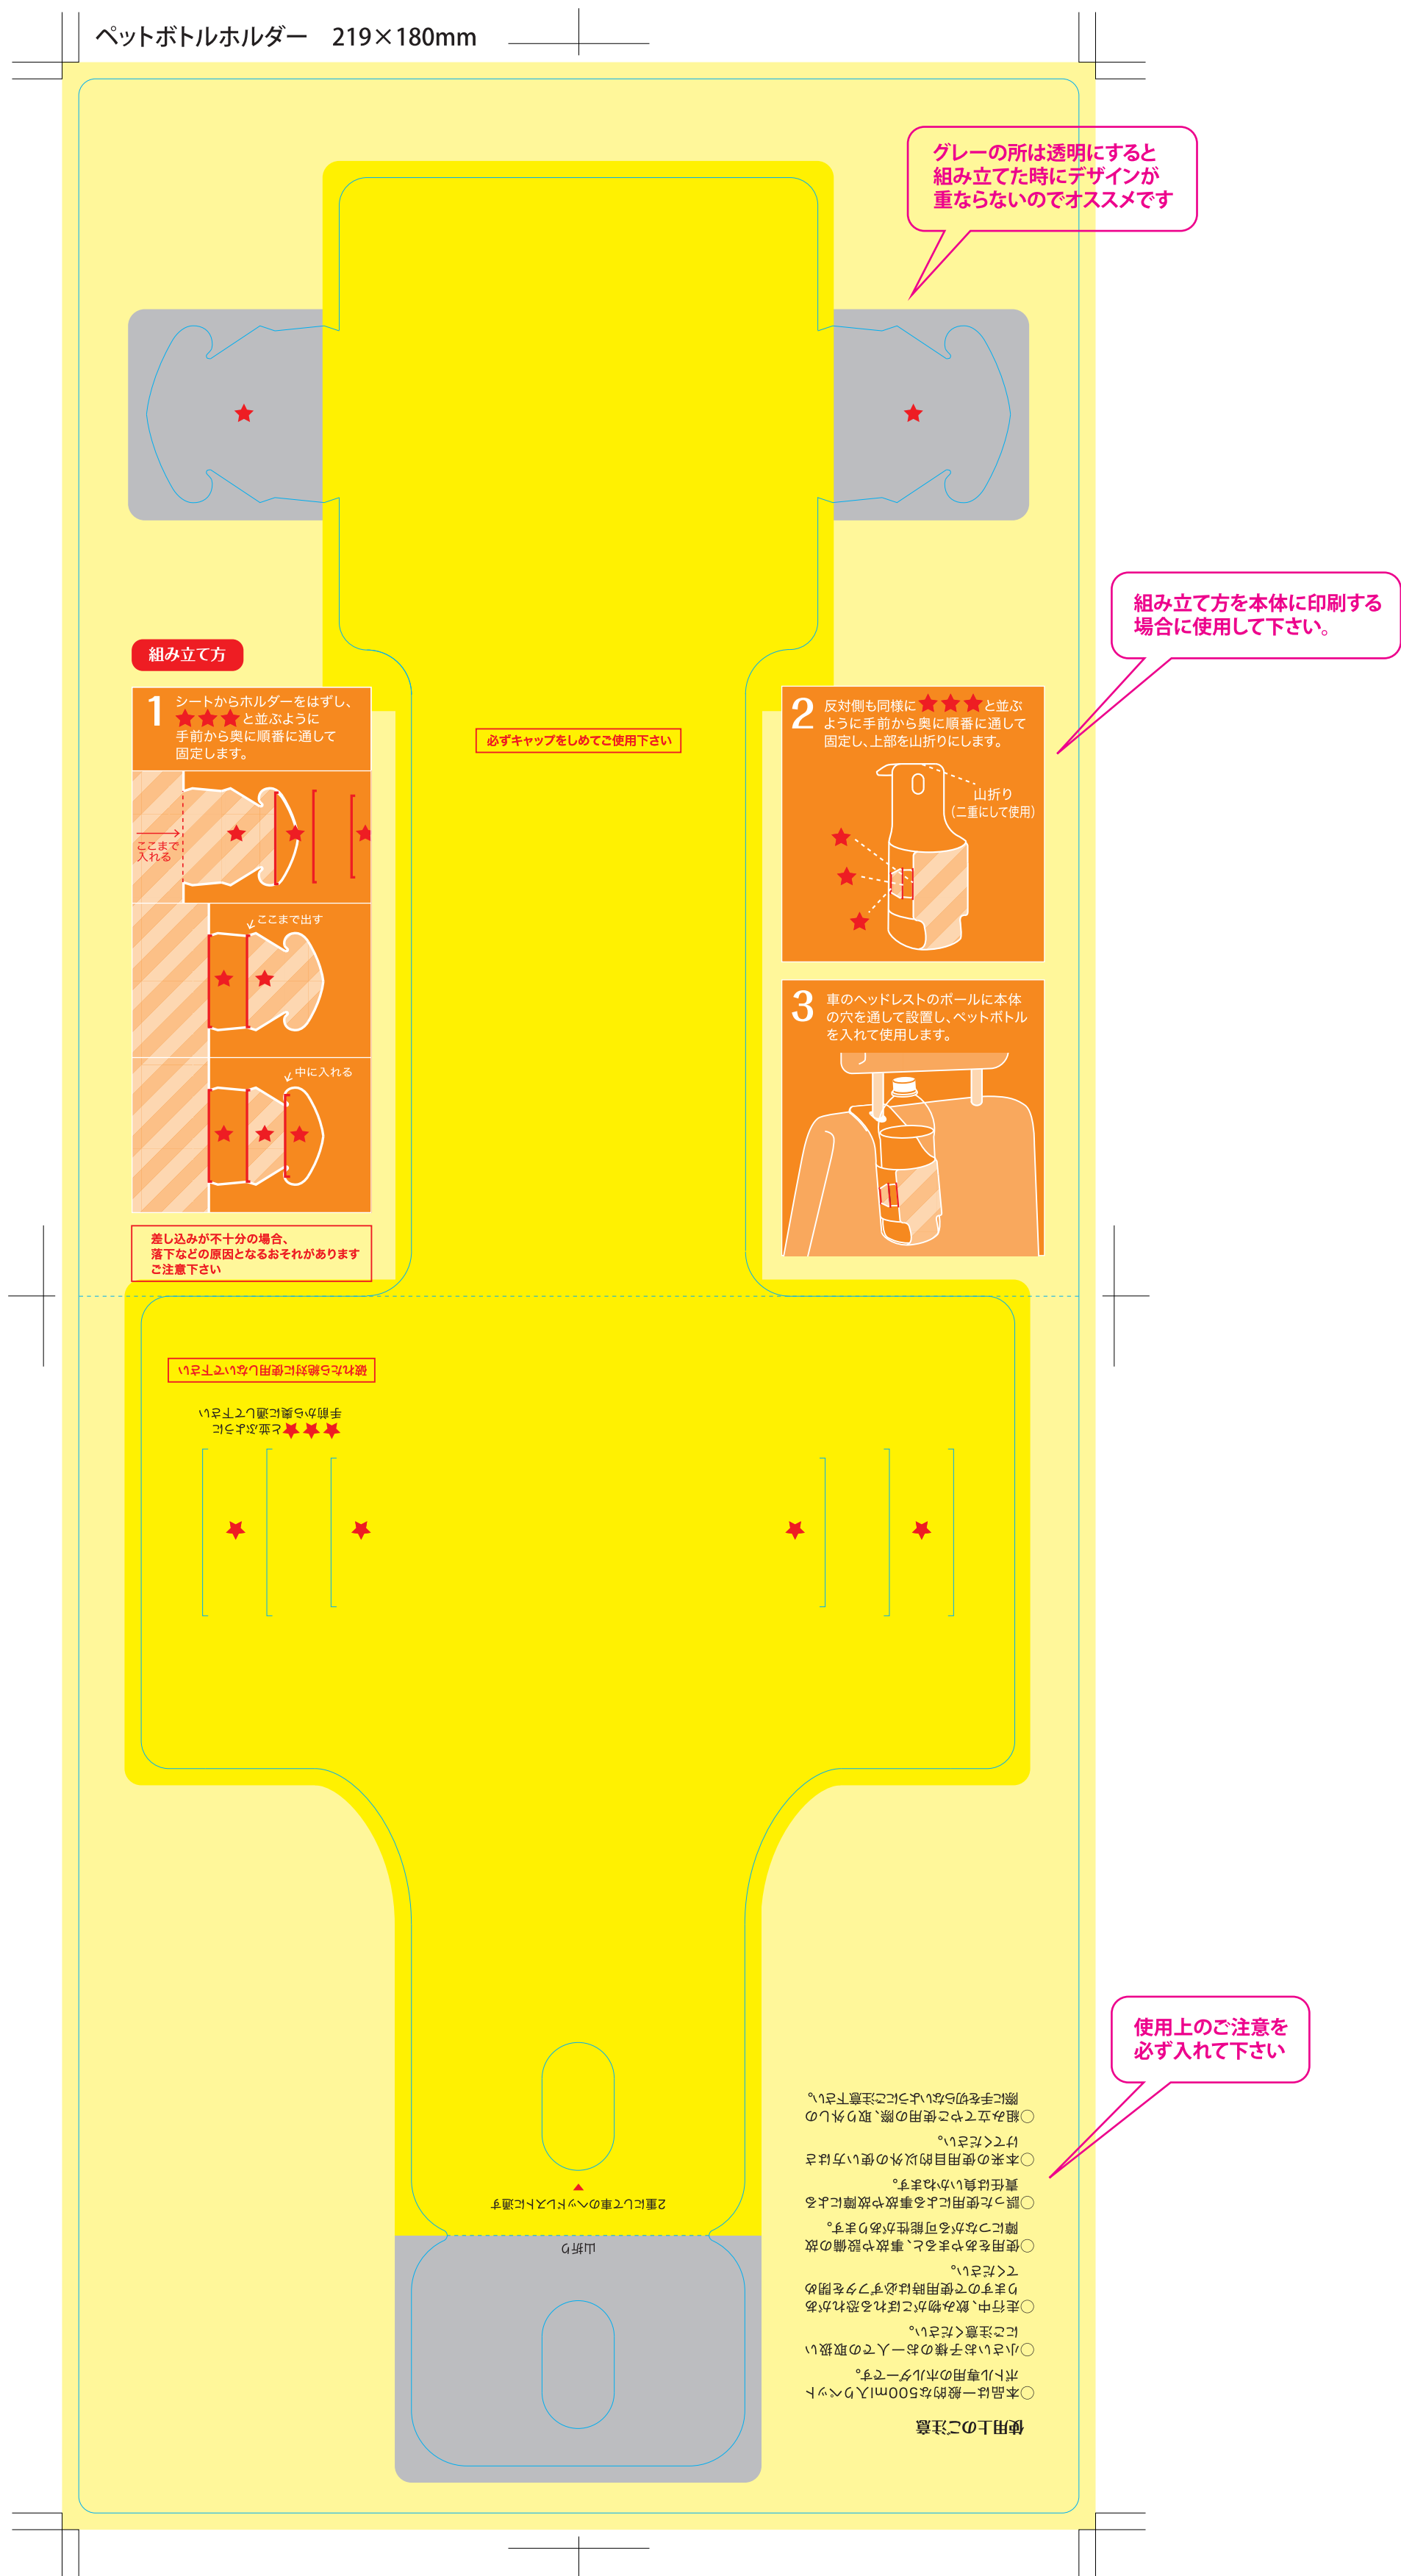 ペットボトルホルダー　219×180mm
グレーの所は透明にすると
組み立てた時にデザインが
重ならないのでオススメです
組み立て方を本体に印刷する
場合に使用して下さい。
組み立て方
1
シートからホルダーをはずし、
★★★と並ぶように
手前から奥に順番に通して
固定します。
ここまで
入れる
ここまで出す
中に入れる
差し込みが不十分の場合、
落下などの原因となるおそれがあります
ご注意下さい
必ずキャップをしめてご使用下さい
2
反対側も同様に★★★と並ぶ
ように手前から奥に順番に通して
固定し、上部を山折りにします。
山折り
（二重にして使用）
3
車のヘッドレストのポールに本体
の穴を通して設置し、ペットボトル
を入れて使用します。
破れたら絶対に使用しないで下さい
★★★と並ぶように
手前から奥に通して下さい
使用上のご注意を
必ず入れて下さい
山折り
2重にして車のヘッドレストに通す
使用上のご注意
○本品は一般的な500ml入りペット
ボトル専用のホルダーです。
○小さいお子様のお一人での取扱い
にご注意ください。
○走行中、飲み物がこぼれる恐れがあ
りますので使用時は必ずフタを閉め
てください。
○使用をあやまると、事故や設備の故
障につながる可能性があります。
○誤った使用による事故や故障による
責任は負いかねます。
○本来の使用目的以外の使い方はさ
けてください。
○組み立てやご使用の際、取り外しの
際に手を切らないようにご注意下さい。